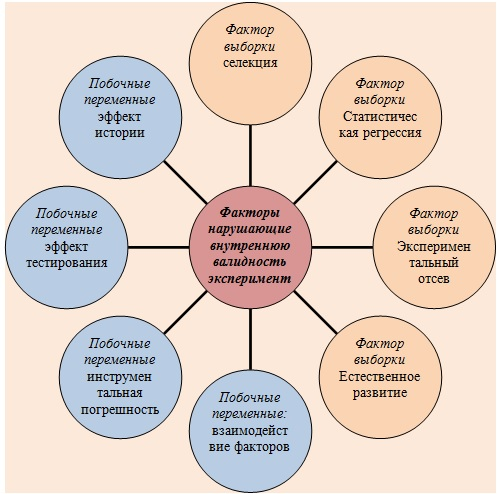 Фактор
выборки
селекция
Фактор
выборки
Статистичес
кая регрессия
Фактор
выборки
Эксперимен
тальный
отсев
Фактор
выборки
Естественное
развитие
Побочные
переменные:
взаимодейст
вие факторов
Побочные
переменные
инструмен
тальная
погрешность
Побочные
переменные
эффект
тестирования
Побочные
переменные
эффект
истории
Факторы
нарушающие
внутреннюю
валидность
эксперимент